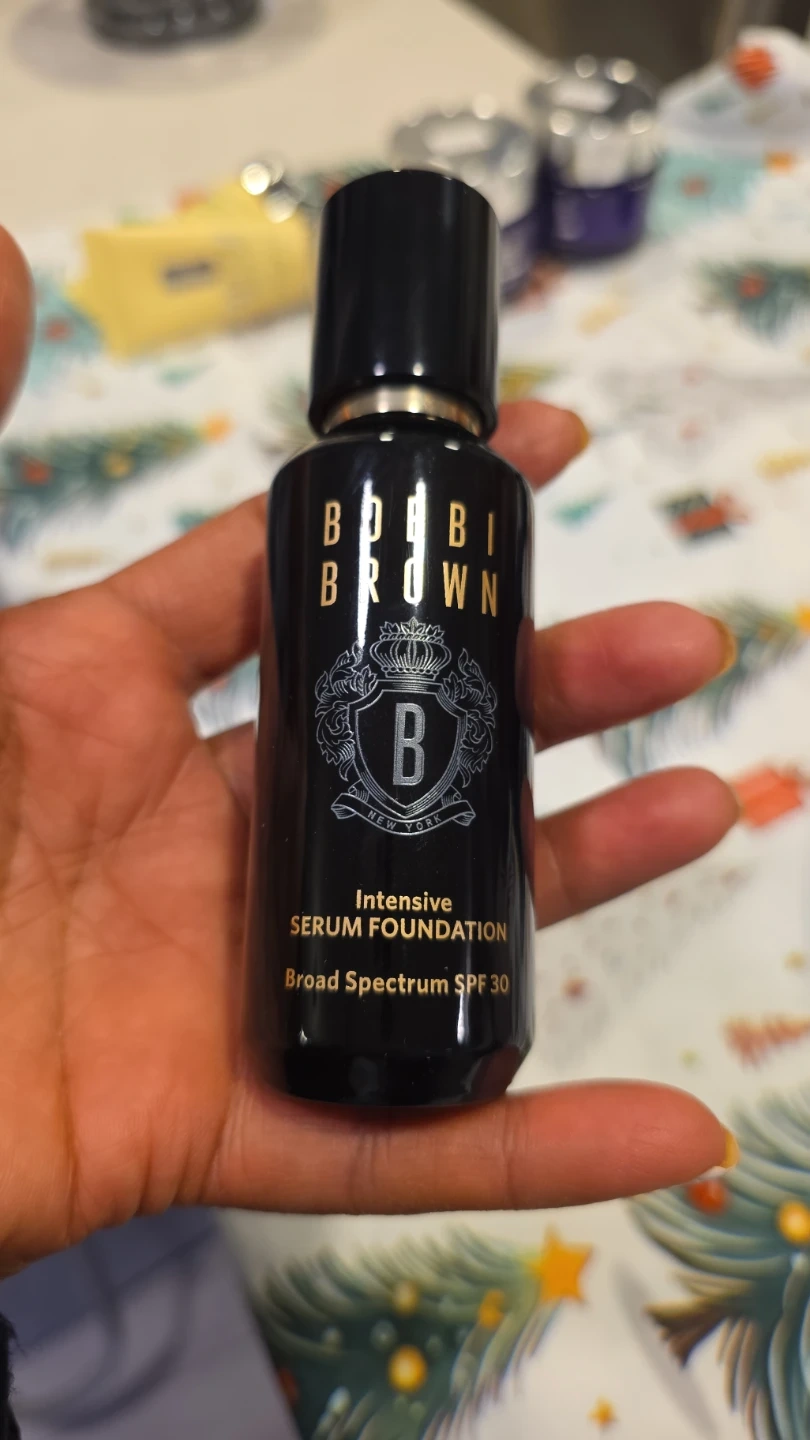 BOBBI
BROWN
B
NEW YORK
Intensive
SERUM FOUNDATION
Broad Spectrum SPF 30